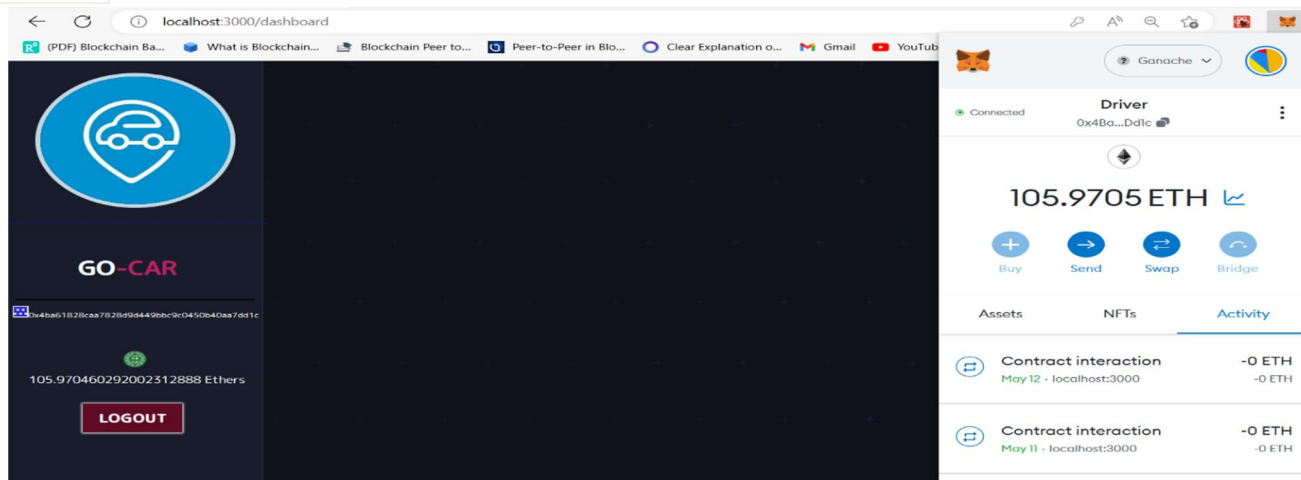 localhost:3000/dashboard
(PDF) Blockchain Ba... What is Blockchain... Blockchain Peer to... Peer-to-Peer in Blo... Clear Explanation o... Gmail YouTub
GO-CAR
0x4ba61828caa7828d9d449bbc9c0450b40aa7dd1c
105.970460292002312888 Ethers
LOGOUT
Ganache
Connected
Driver
0x4Ba...Dd1c
105.9705 ETH
Buy Send Swap Bridge
Assets NFTs Activity
Contract interaction -0 ETH
May 12 · localhost:3000 -0 ETH
Contract interaction -0 ETH
May 11 · localhost:3000 -0 ETH